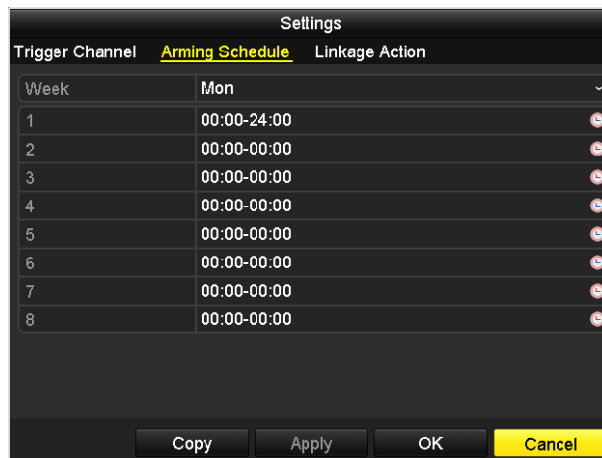 Settings
Trigger Channel Arming Schedule Linkage Action
Week Mon
1 00:00-24:00
2 00:00-00:00
3 00:00-00:00
4 00:00-00:00
5 00:00-00:00
6 00:00-00:00
7 00:00-00:00
8 00:00-00:00
Copy Apply OK Cancel